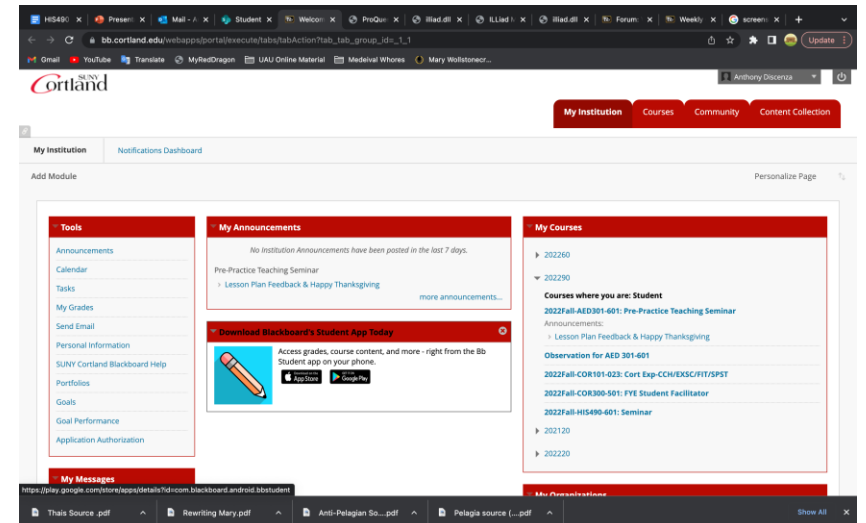 HIS490
Present
Mail - A
Student
Welcom
ProQue
illiad.dll
ILLiad
illiad.dll
Forum
Weekly
screens
bb.cortland.edu/webapps/portal/execute/tabs/tabAction?tab_tab_group_id=_1_1
Update
Gmail YouTube Translate MyRedDragon UAU Online Material Medeival Whores Mary Wollstonecr...
SUNY
Cortland
Anthony Discenza
My Institution Courses Community Content Collection
My Institution Notifications Dashboard
Add Module
Personalize Page
Tools
Announcements
Calendar
Tasks
My Grades
Send Email
Personal Information
SUNY Cortland Blackboard Help
Portfolios
Goals
Goal Performance
Application Authorization
My Messages
My Announcements
No Institution Announcements have been posted in the last 7 days.
Pre-Practice Teaching Seminar
Lesson Plan Feedback & Happy Thanksgiving
more announcements...
Download Blackboard's Student App Today
Access grades, course content, and more - right from the Bb
Student app on your phone.
App Store
Google Play
My Courses
202260
202290
Courses where you are: Student
2022Fall-AED301-601: Pre-Practice Teaching Seminar
Announcements:
Lesson Plan Feedback & Happy Thanksgiving
Observation for AED 301-601
2022Fall-COR101-023: Cort Exp-CCH/EXSC/FIT/SPST
2022Fall-COR300-501: FYE Student Facilitator
2022Fall-HIS490-601: Seminar
202120
202220
My Organizations
https://play.google.com/store/apps/details?id=com.blackboard.android.bbstudent
Thais Source .pdf
Rewriting Mary.pdf
Anti-Pelagian So....pdf
Pelagia source (....pdf
Show All